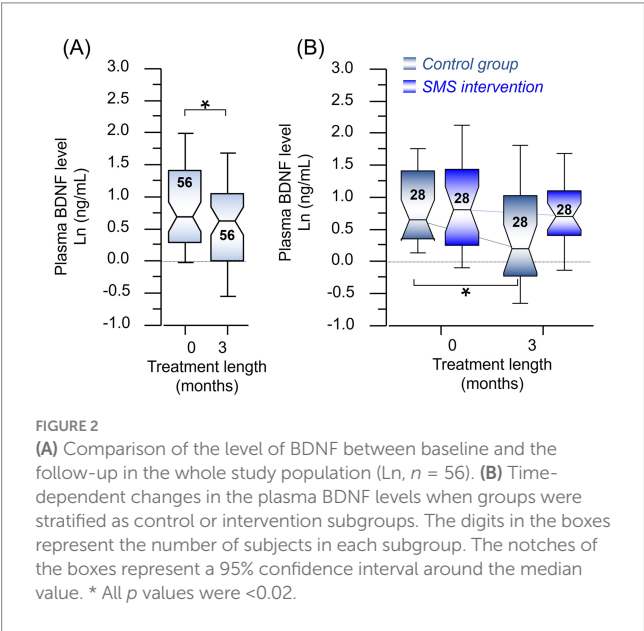 (A)
Plasma BDNF level
Ln (ng/mL)
3.0
2.5
2.0
1.5
1.0
0.5
0.0
-0.5
-1.0
*
56
56
0 3
Treatment length
(months)
(B)
Plasma BDNF level
Ln (ng/mL)
3.0
2.5
2.0
1.5
1.0
0.5
0.0
-0.5
-1.0
Control group
SMS intervention
28
28
28
28
*
0 3
Treatment length
(months)
FIGURE 2
(A) Comparison of the level of BDNF between baseline and the
follow-up in the whole study population (Ln, n = 56). (B) Time-
dependent changes in the plasma BDNF levels when groups were
stratified as control or intervention subgroups. The digits in the boxes
represent the number of subjects in each subgroup. The notches of
the boxes represent a 95% confidence interval around the median
value. * All p values were <0.02.